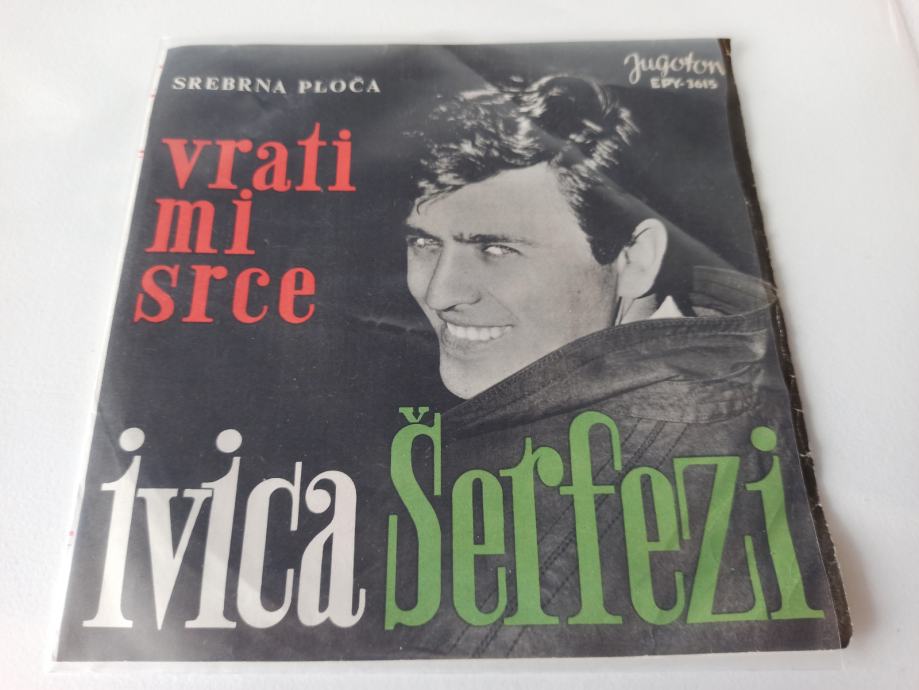 SREBRNA PLOČA
Jugoton
EPY-3615
vrati
mi
srce
ivica Šerfezi